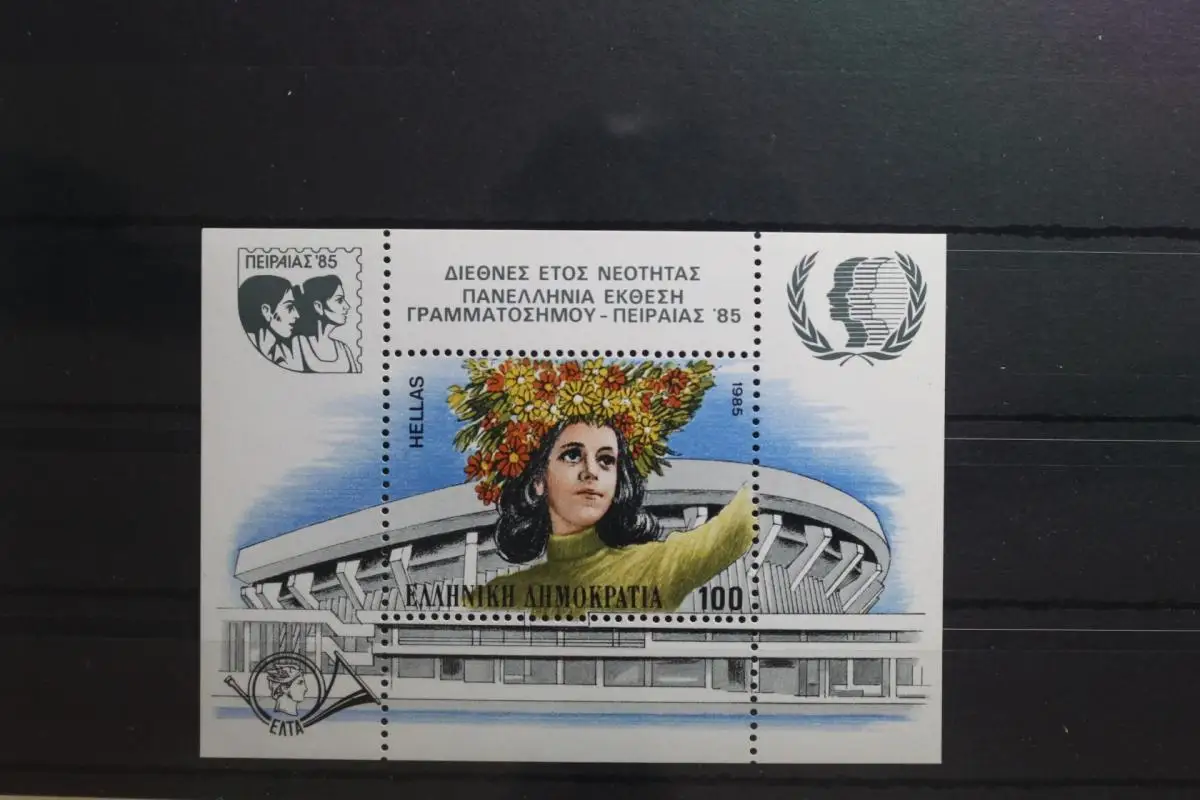 ΠΕΙΡΑΙΑΣ '85
ΔΙΕΘΝΕΣ ΕΤΟΣ ΝΕΟΤΗΤΑΣ
ΠΑΝΕΛΛΗΝΙΑ ΕΚΘΕΣΗ
ΓΡΑΜΜΑΤΟΣΗΜΟΥ - ΠΕΙΡΑΙΑΣ '85
HELLAS
1985
ΕΛΛΗΝΙΚΗ ΔΗΜΟΚΡΑΤΙΑ 100
ΕΛΤΑ